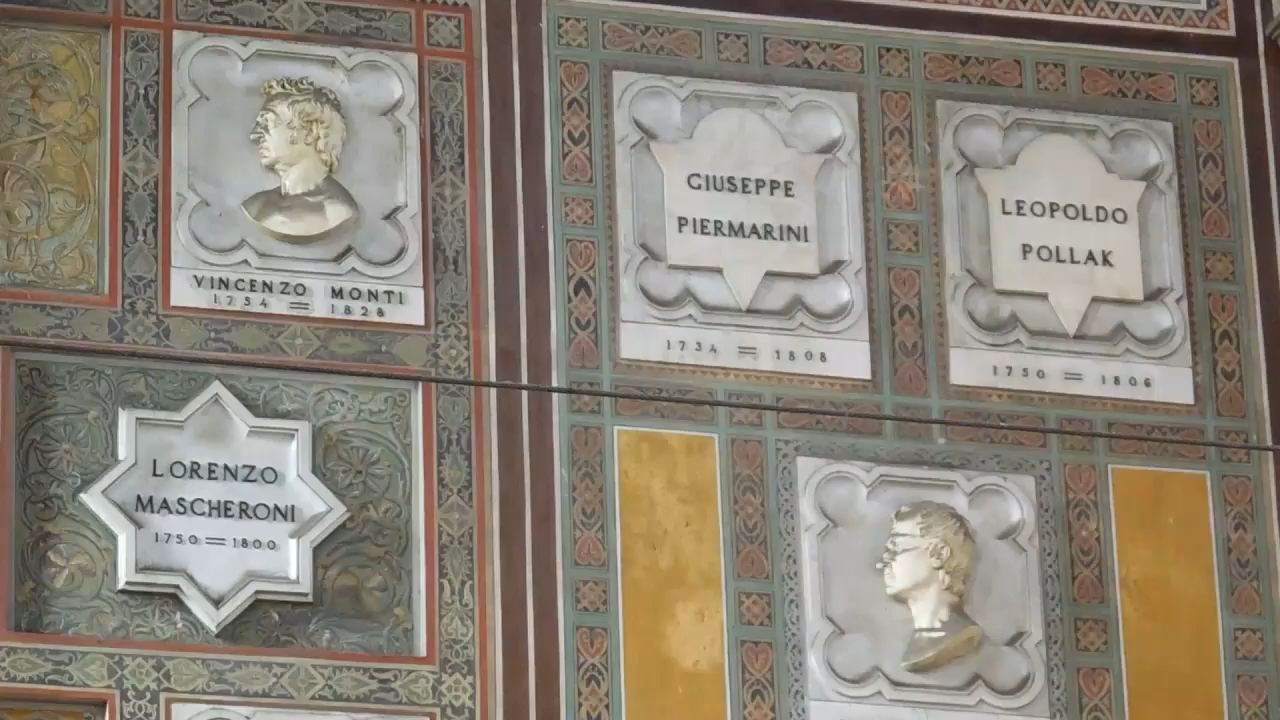 VINCENZO MONTI
1754 = 1828
LORENZO
MASCHERONI
1750 = 1800
GIUSEPPE
PIERMARINI
1734 = 1808
LEOPOLDO
POLLAK
1750 = 1806